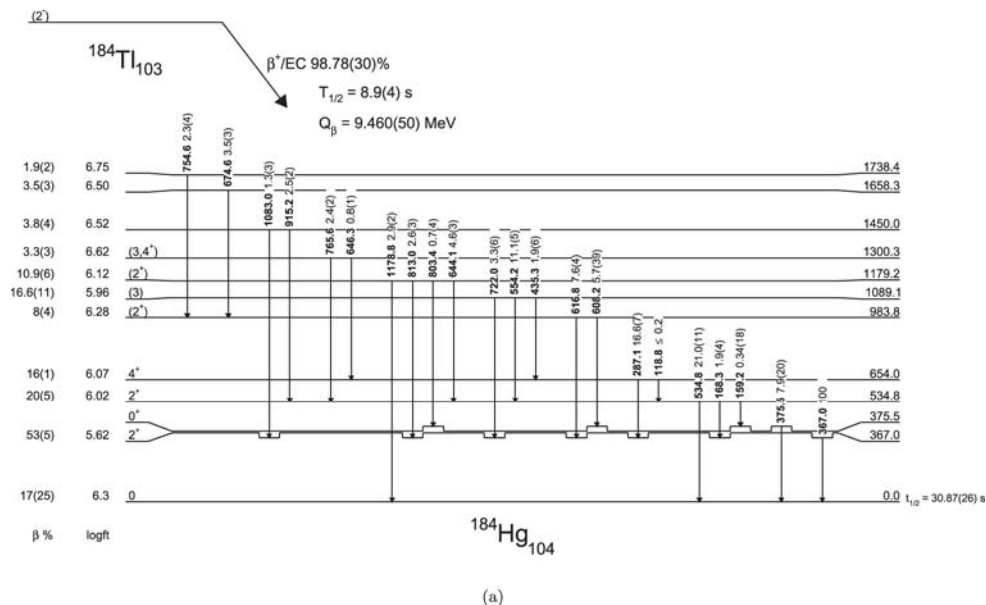 (2⁻)
¹⁸⁴Tl₁₀₃
β⁺/EC 98.78(30)%
T₁/₂ = 8.9(4) s
Qᵦ = 9.460(50) MeV
754.6 2.3(4)
674.6 3.5(3)
1083.0 1.3(3)
915.2 2.5(2)
765.6 2.4(2)
646.3 0.8(1)
1178.8 2.9(2)
813.0 2.6(3)
803.4 0.7(4)
644.1 4.6(3)
722.0 3.3(6)
554.2 11.1(5)
435.3 1.9(6)
616.8 7.6(4)
608.2 5.7(39)
287.1 16.6(7)
118.8 ≤ 0.2
534.8 21.0(11)
168.3 1.9(4)
159.2 0.34(18)
375.5 7.9(20)
367.0 100
1.9(2) 6.75 1738.4
3.5(3) 6.50 1658.3
3.8(4) 6.52 1450.0
3.3(3) 6.62 (3,4⁺) 1300.3
10.9(6) 6.12 (2⁺) 1179.2
16.6(11) 5.96 (3) 1089.1
8(4) 6.28 (2⁺) 983.8
16(1) 6.07 4⁺ 654.0
20(5) 6.02 2⁺ 534.8
0⁺ 375.5
53(5) 5.62 2⁺ 367.0
17(25) 6.3 0 0.0 t₁/₂ = 30.87(26) s
β % logft
¹⁸⁴Hg₁₀₄
(a)